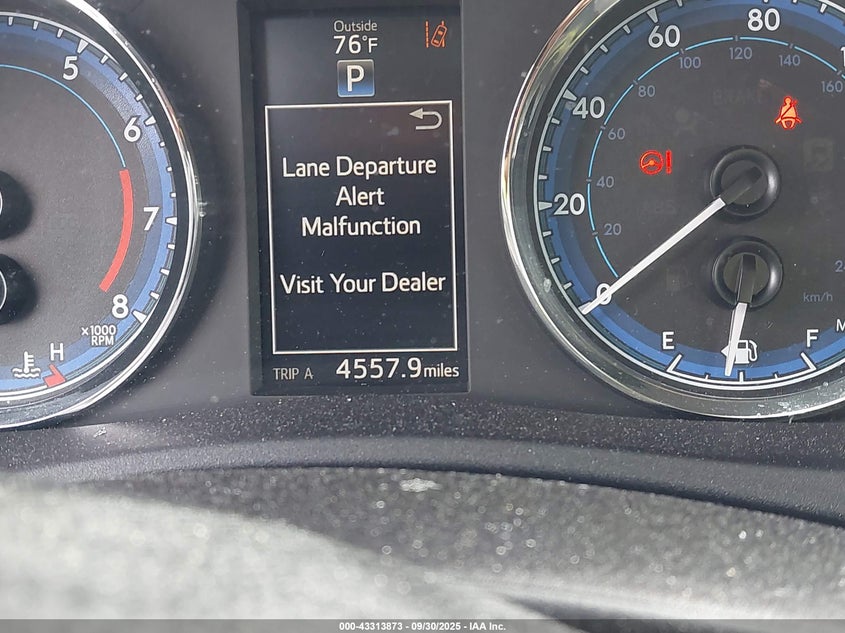 Outside
76°F
P
Lane Departure
Alert
Malfunction
Visit Your Dealer
TRIP A 4557.9 miles
5
6
7
8
x1000
RPM
H
0
20
40
60
80
20
40
60
80
100
120
140
160
BRAKE
km/h
E
F
000-43313873 - 09/30/2025 - IAA Inc.